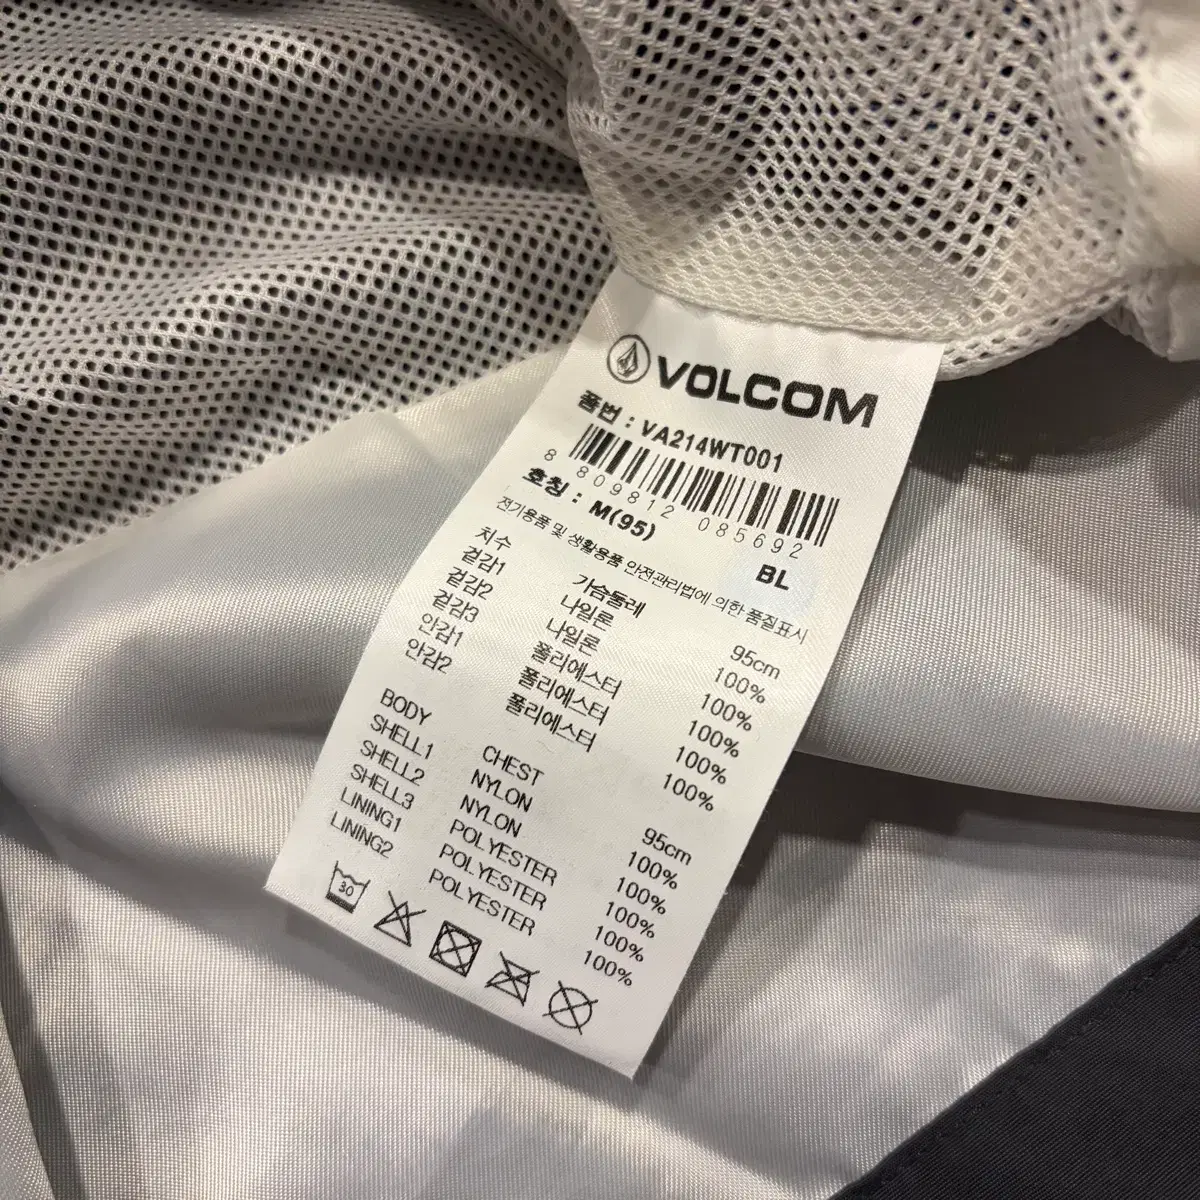 VOLCOM
품번 : VA214WT001
8 809812 085692
호칭 : M(95) BL
전기용품 및 생활용품 안전관리법에 의한 품질표시
치수 가슴둘레 95cm
겉감1 나일론 100%
겉감2 나일론 100%
겉감3 폴리에스터 100%
안감1 폴리에스터 100%
안감2 폴리에스터 100%
BODY CHEST 95cm
SHELL1 NYLON 100%
SHELL2 NYLON 100%
SHELL3 POLYESTER 100%
LINING1 POLYESTER 100%
LINING2 POLYESTER 100%
30